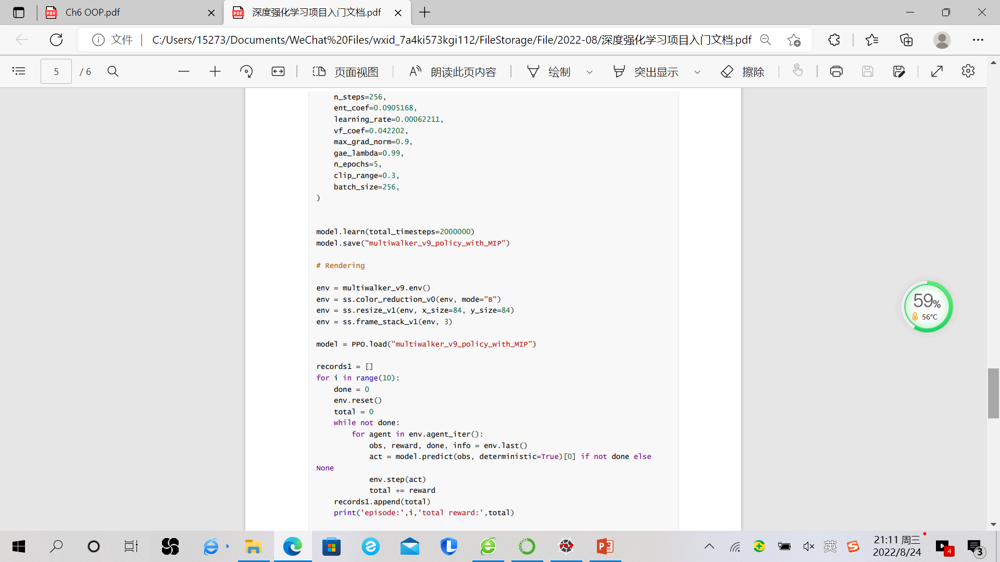 Ch6 OOP.pdf
深度强化学习项目入门文档.pdf
文件
C:/Users/15273/Documents/WeChat%20Files/wxid_7a4ki573kgi112/FileStorage/File/2022-08/深度强化学习项目入门文档.pdf
5 / 6
页面视图
朗读此页内容
绘制
突出显示
擦除
n_steps=256,
ent_coef=0.0905168,
learning_rate=0.00062211,
vf_coef=0.042202,
max_grad_norm=0.9,
gae_lambda=0.99,
n_epochs=5,
clip_range=0.3,
batch_size=256,
)
model.learn(total_timesteps=2000000)
model.save("multiwalker_v9_policy_with_MIP")
# Rendering
env = multiwalker_v9.env()
env = ss.color_reduction_v0(env, mode="B")
env = ss.resize_v1(env, x_size=84, y_size=84)
env = ss.frame_stack_v1(env, 3)
model = PPO.load("multiwalker_v9_policy_with_MIP")
records1 = []
for i in range(10):
done = 0
env.reset()
total = 0
while not done:
for agent in env.agent_iter():
obs, reward, done, info = env.last()
act = model.predict(obs, deterministic=True)[0] if not done else
None
env.step(act)
total += reward
records1.append(total)
print('episode:',i,'total reward:',total)
59%
56°C
英
21:11 周三
2022/8/24
4
3